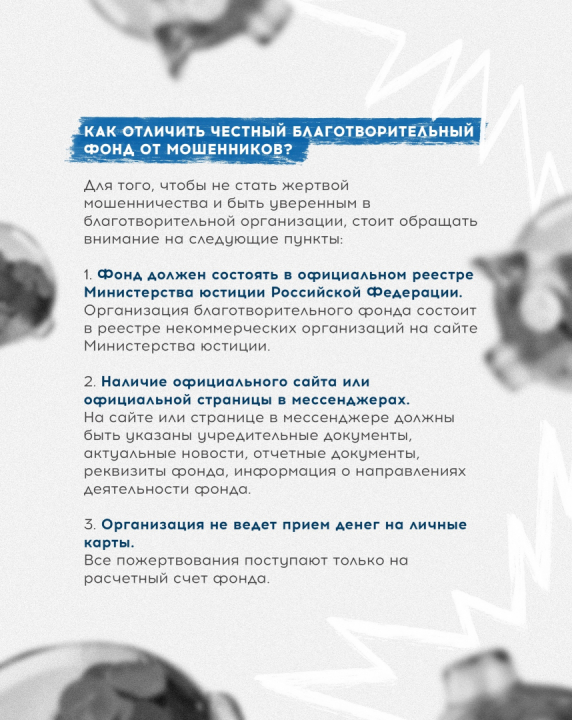 КАК ОТЛИЧИТЬ ЧЕСТНЫЙ БЛАГОТВОРИТЕЛЬНЫЙ
ФОНД ОТ МОШЕННИКОВ?
Для того, чтобы не стать жертвой
мошенничества и быть уверенным в
благотворительной организации, стоит обращать
внимание на следующие пункты:
1. Фонд должен состоять в официальном реестре
Министерства юстиции Российской Федерации.
Организация благотворительного фонда состоит
в реестре некоммерческих организаций на сайте
Министерства юстиции.
2. Наличие официального сайта или
официальной страницы в мессенджерах.
На сайте или странице в мессенджере должны
быть указаны учредительные документы,
актуальные новости, отчетные документы,
реквизиты фонда, информация о направлениях
деятельности фонда.
3. Организация не ведет прием денег на личные
карты.
Все пожертвования поступают только на
расчетный счет фонда.